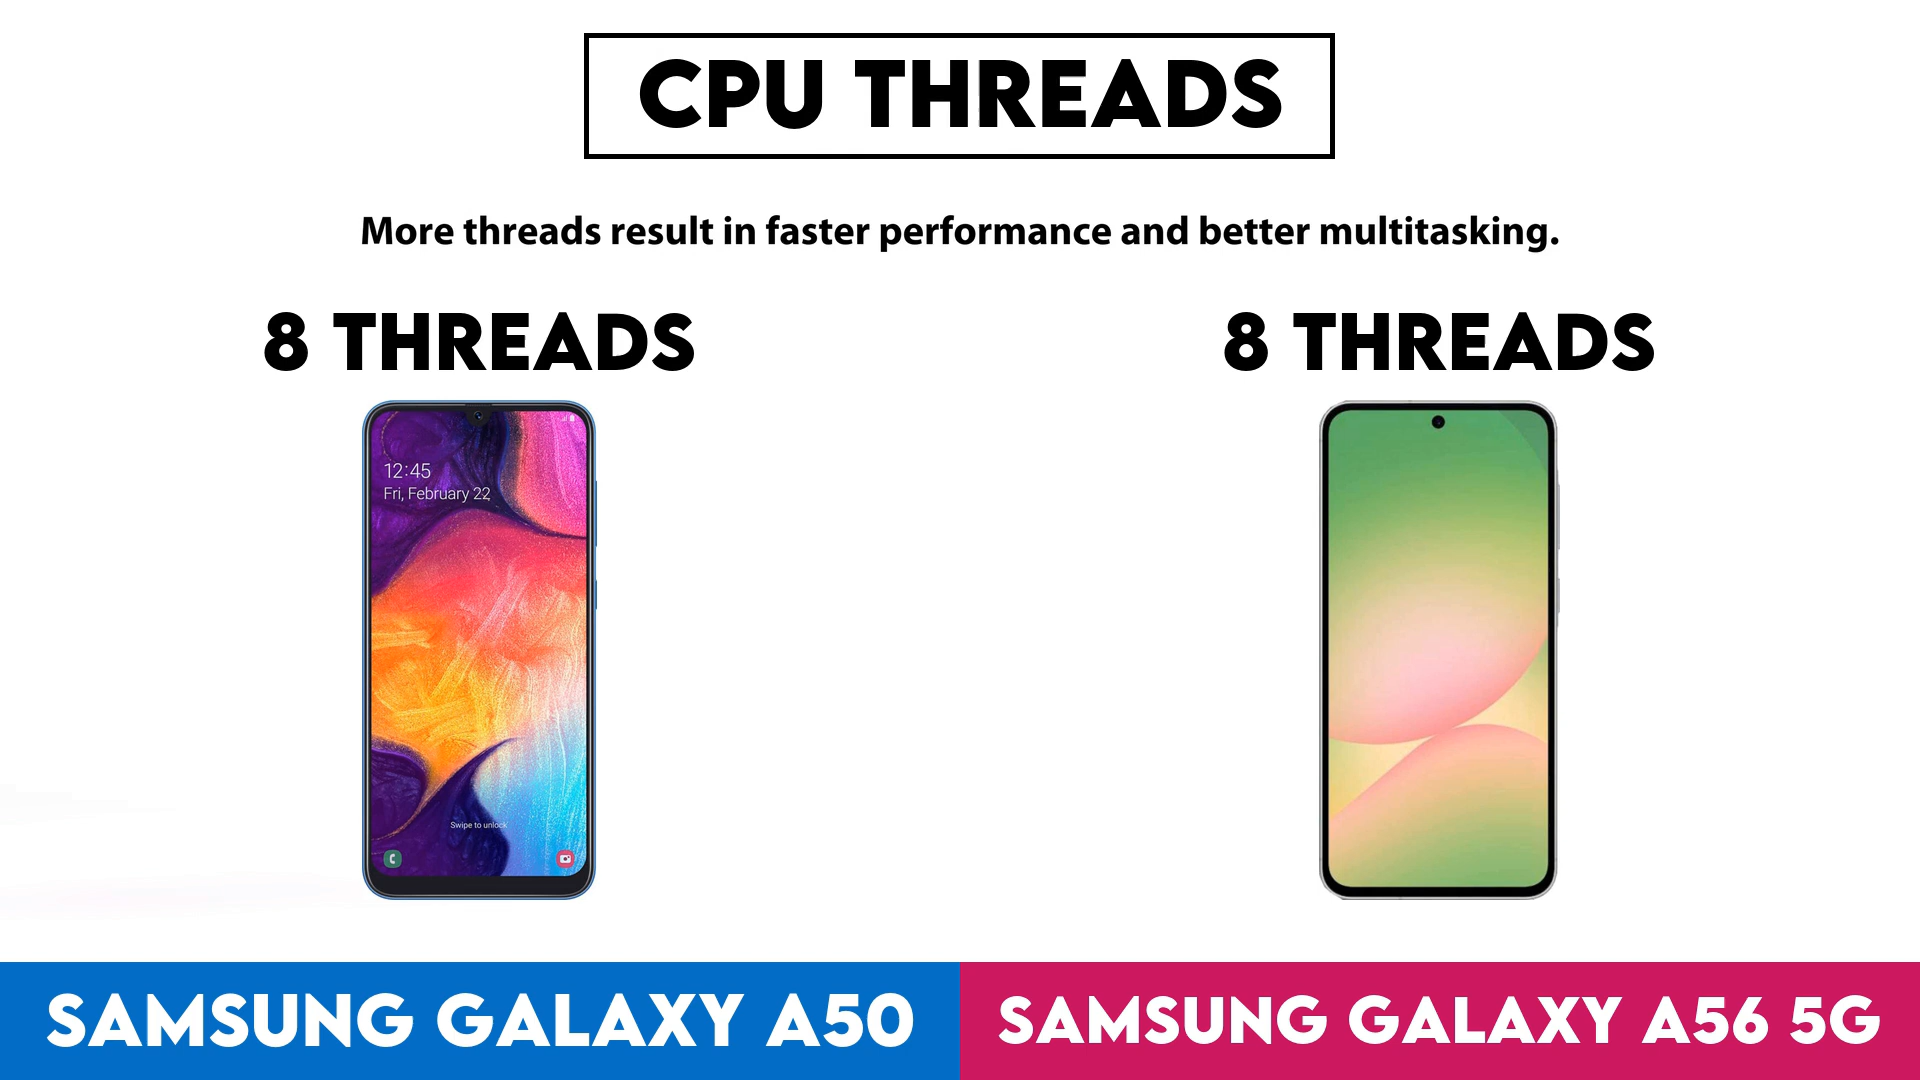 CPU THREADS
More threads result in faster performance and better multitasking.
8 THREADS
8 THREADS
12:45
Fri, February 22
Swipe to unlock
SAMSUNG GALAXY A50
SAMSUNG GALAXY A56 5G